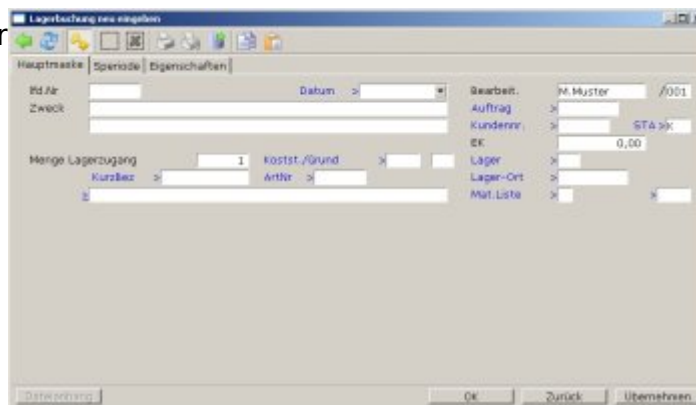 Lagerbuchung neu eingeben
r
Hauptmaske Speriode Eigenschaften
lfd.Nr Datum > Bearbeit. M.Muster /001
Zweck Auftrag >
Kundennr. > STA >K
EK 0,00
Menge Lagerzugang 1 Kostst./Grund > Lager >
KurzBez > ArtNr > Lager-Ort >
> Mat.Liste > >
Dateianhang OK Zurück Übernehmen